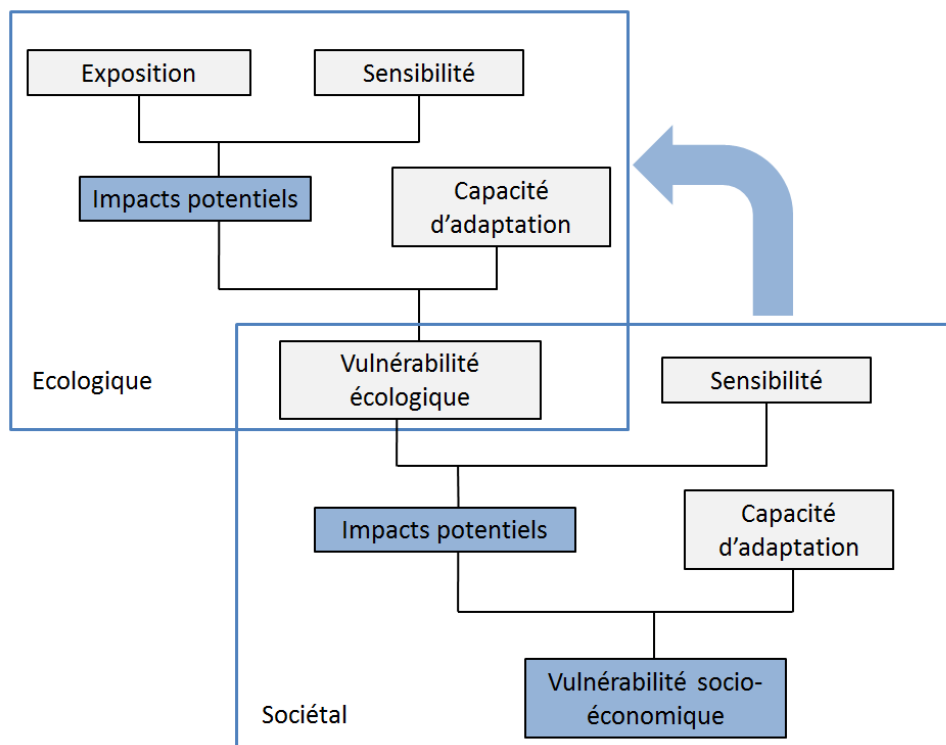 Exposition
Sensibilité
Impacts potentiels
Capacité
d’adaptation
Vulnérabilité
écologique
Ecologique
Sensibilité
Impacts potentiels
Capacité
d’adaptation
Vulnérabilité socio-
économique
Sociétal